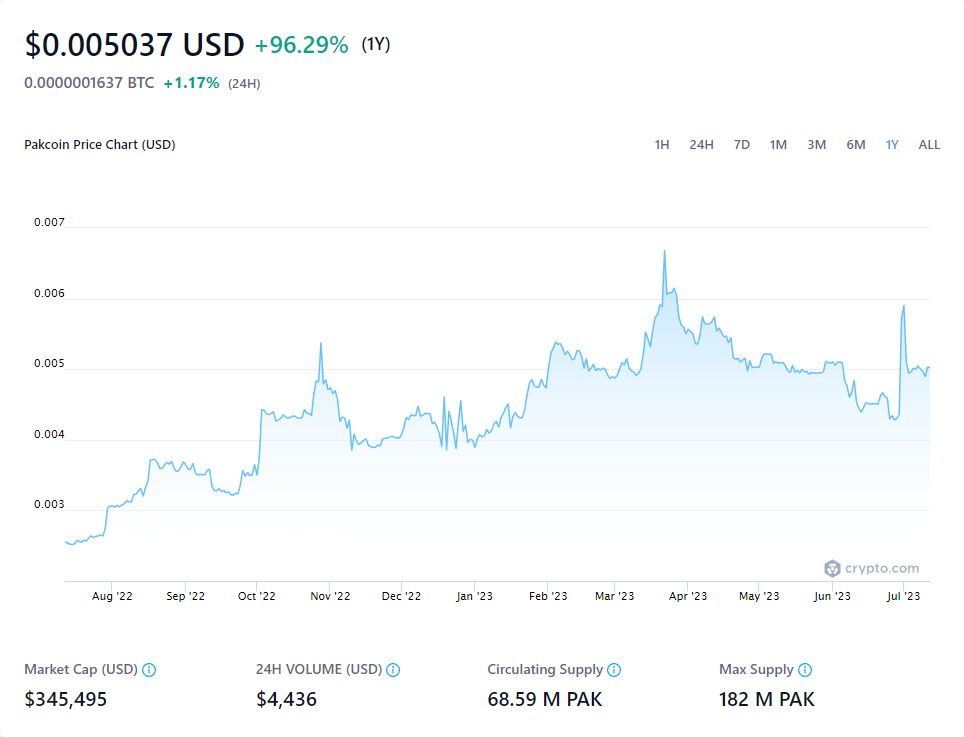 $0.005037 USD +96.29% (1Y)
0.0000001637 BTC +1.17% (24H)
Pakcoin Price Chart (USD) 1H 24H 7D 1M 3M 6M 1Y ALL
0.007
0.006
0.005
0.004
0.003
crypto.com
Aug '22 Sep '22 Oct '22 Nov '22 Dec '22 Jan '23 Feb '23 Mar '23 Apr '23 May '23 Jun '23 Jul '23
Market Cap (USD) 24H VOLUME (USD) Circulating Supply Max Supply
$345,495 $4,436 68.59 M PAK 182 M PAK